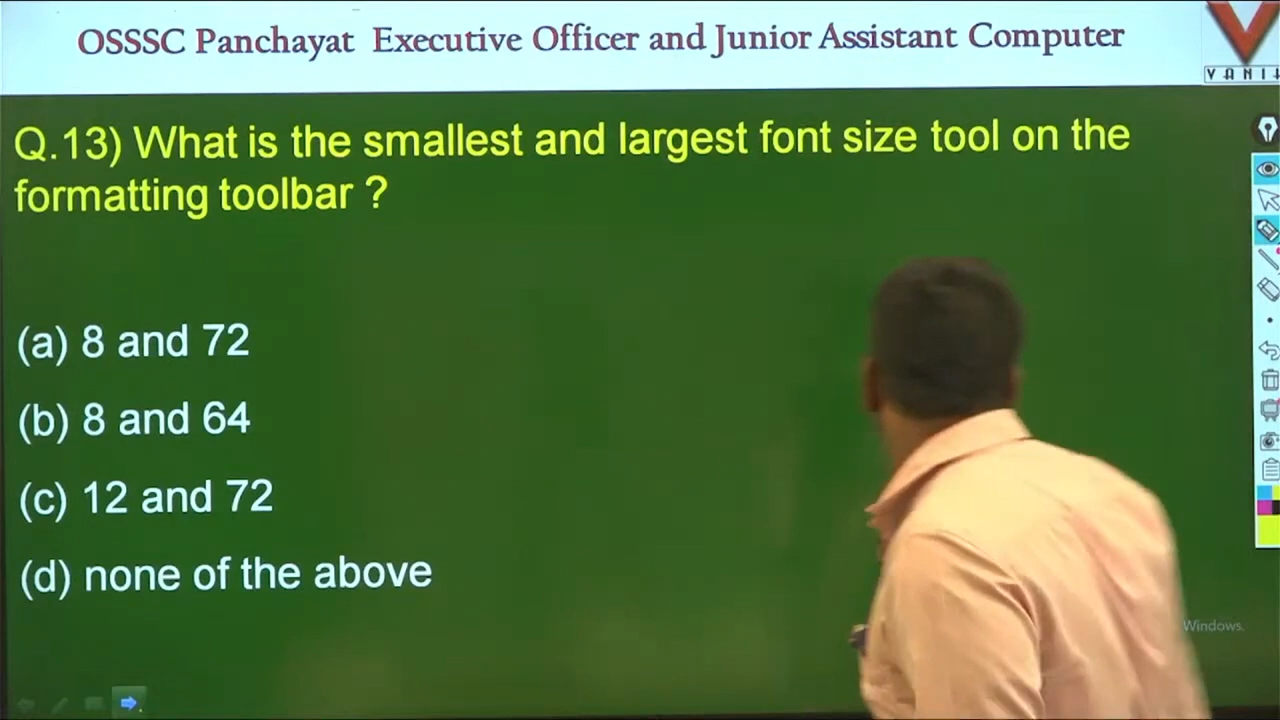 OSSSC Panchayat Executive Officer and Junior Assistant Computer
VANI
Q.13) What is the smallest and largest font size tool on the
formatting toolbar ?
(a) 8 and 72
(b) 8 and 64
(c) 12 and 72
(d) none of the above
Windows.